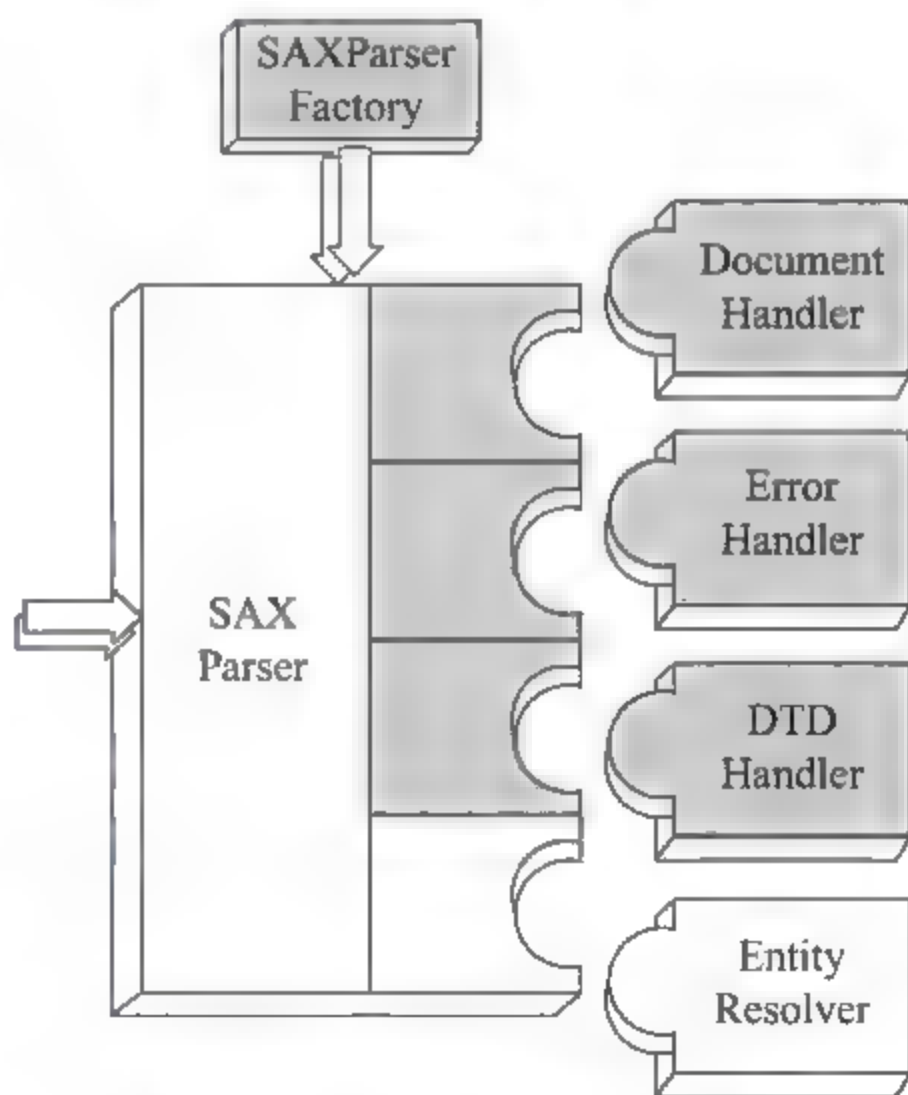 SAXParser
Factory
Document
Handler
Error
Handler
SAX
Parser
DTD
Handler
Entity
Resolver